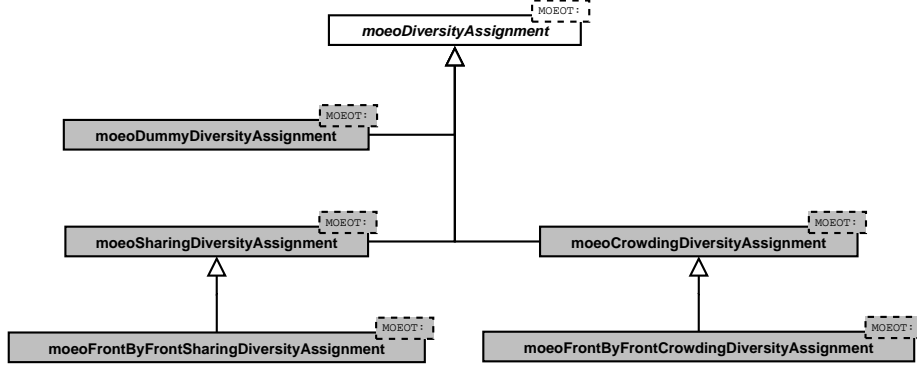 MOEOT:
moeoDiversityAssignment
MOEOT:
moeoDummyDiversityAssignment
MOEOT:
moeoSharingDiversityAssignment
MOEOT:
moeoCrowdingDiversityAssignment
MOEOT:
moeoFrontByFrontSharingDiversityAssignment
MOEOT:
moeoFrontByFrontCrowdingDiversityAssignment